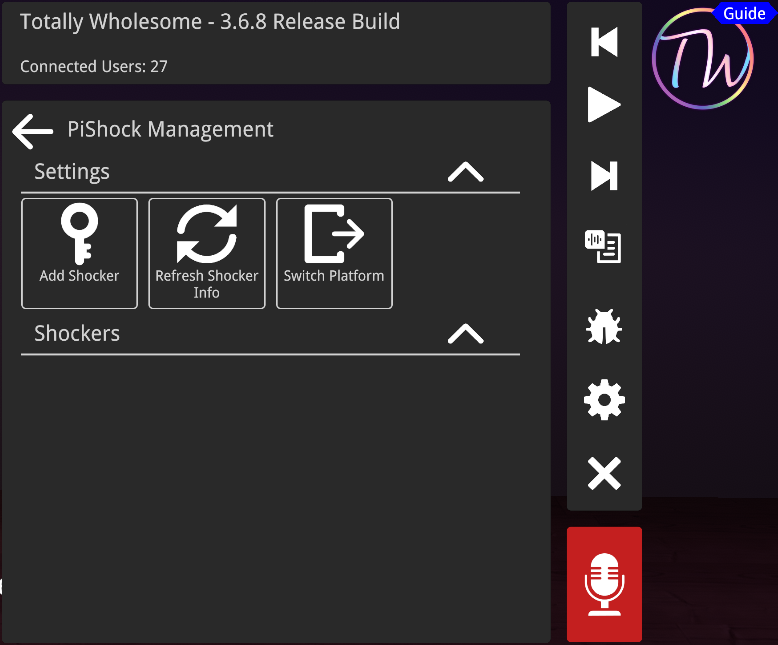 Totally Wholesome - 3.6.8 Release Build
Guide
Connected Users: 27
TW
PiShock Management
Settings
Add Shocker
Refresh Shocker
Info
Switch Platform
Shockers